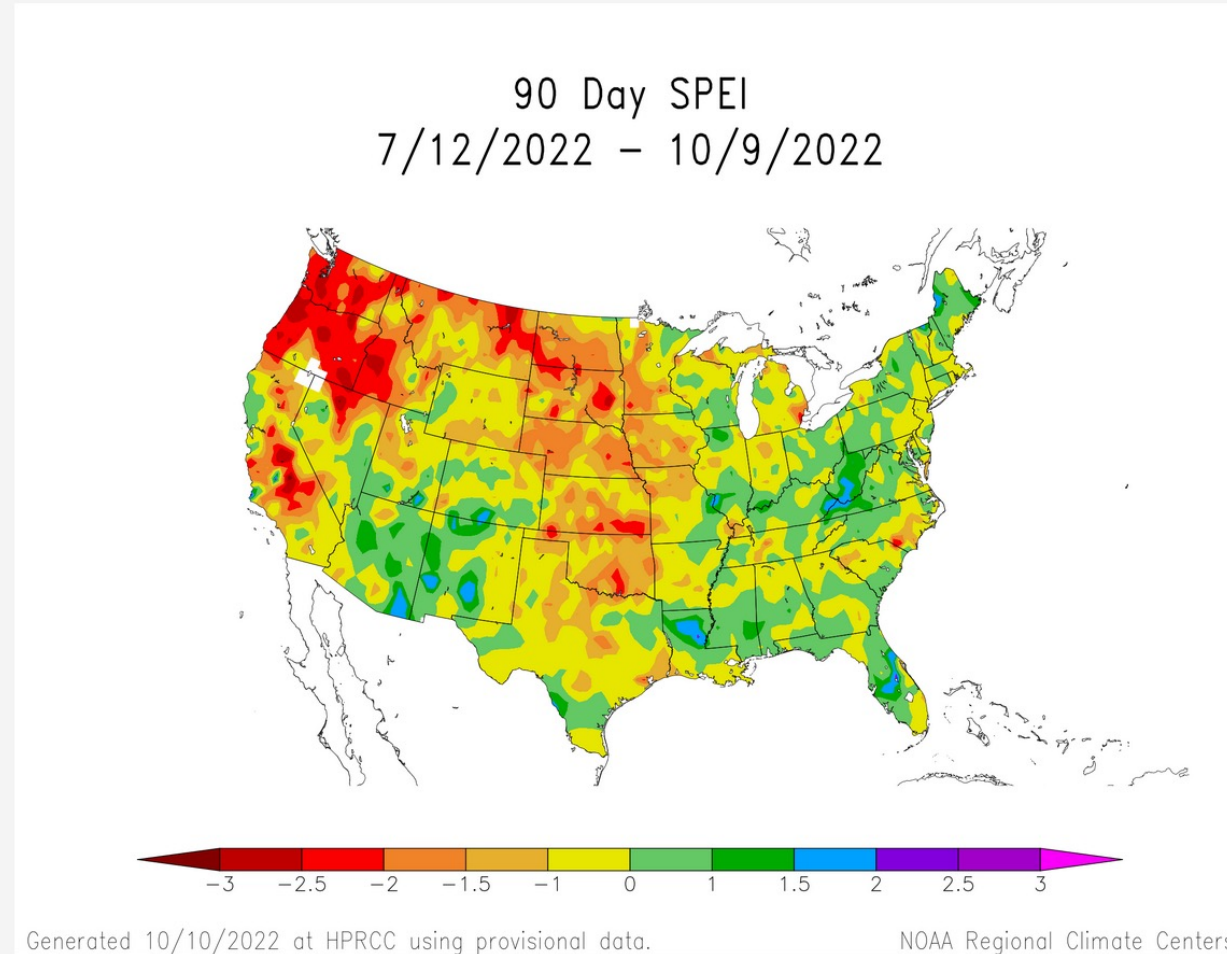 90 Day SPEI
7/12/2022 – 10/9/2022
−3 −2.5 −2 −1.5 −1 0 1 1.5 2 2.5 3
Generated 10/10/2022 at HPRCC using provisional data.
NOAA Regional Climate Centers